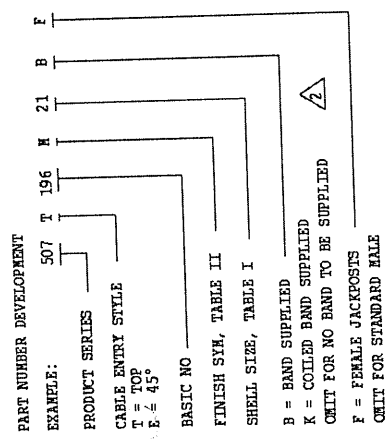 PART NUMBER DEVELOPMENT
EXAMPLE: 507 T 196 M 21 B F
PRODUCT SERIES
CABLE ENTRY STYLE
T = TOP
E = 45°
BASIC NO
FINISH SYM, TABLE II
SHELL SIZE, TABLE I
B = BAND SUPPLIED
K = COILED BAND SUPPLIED 2
OMIT FOR NO BAND TO BE SUPPLIED
F = FEMALE JACKPOSTS
OMIT FOR STANDARD MALE